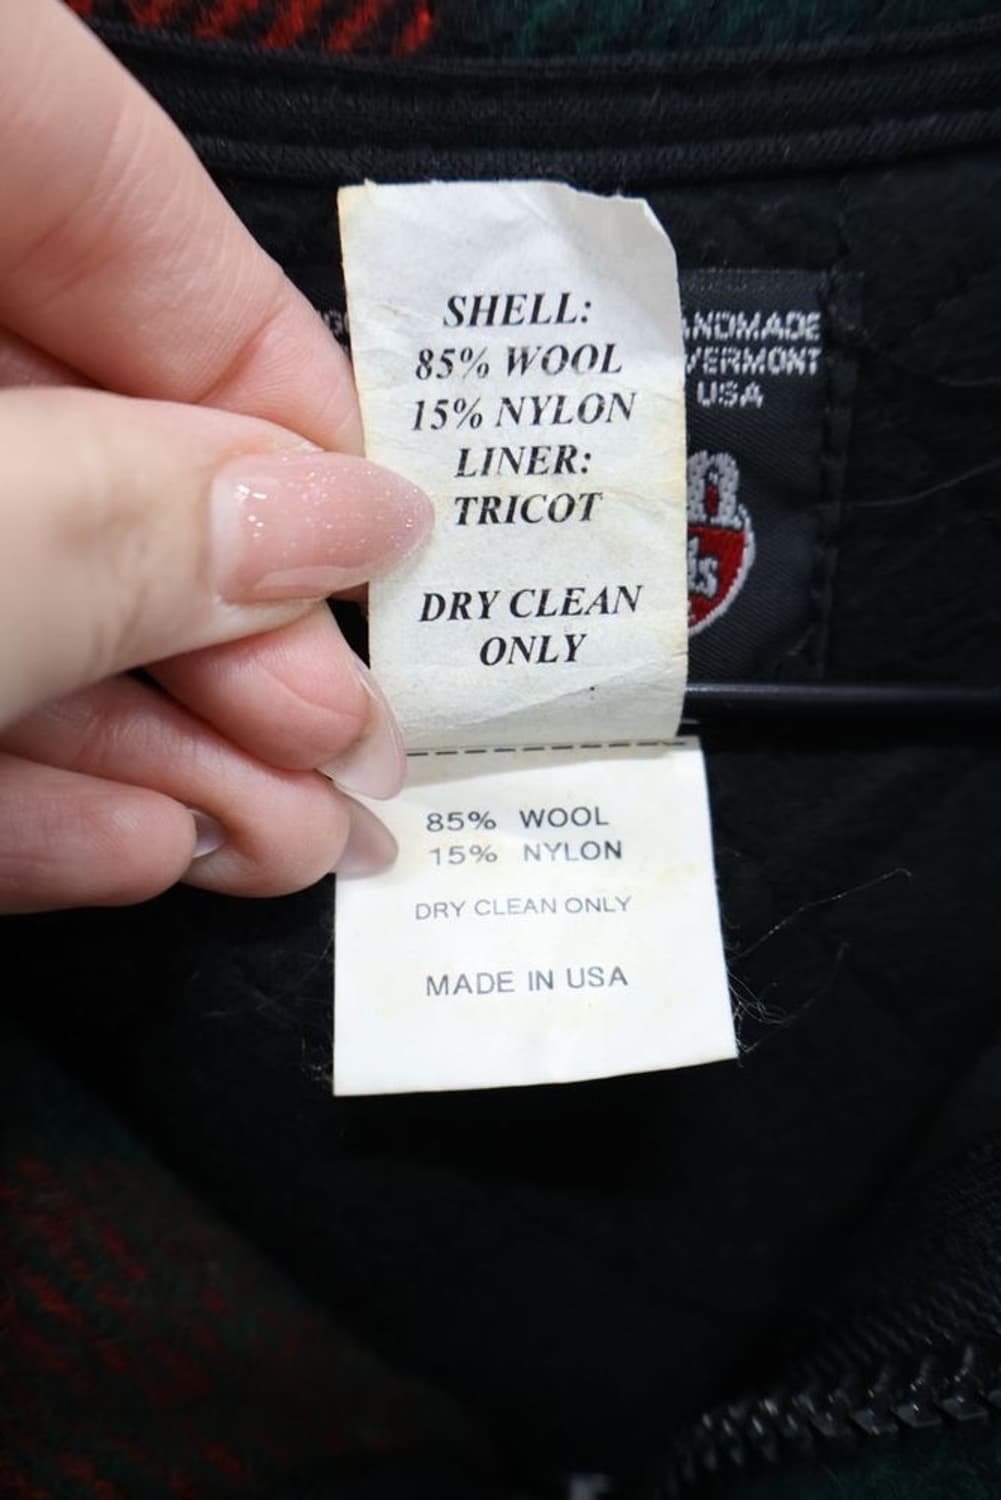 SHELL:
85% WOOL
15% NYLON
LINER:
TRICOT
DRY CLEAN
ONLY
85% WOOL
15% NYLON
DRY CLEAN ONLY
MADE IN USA
ANDMADE
VERMONT
USA